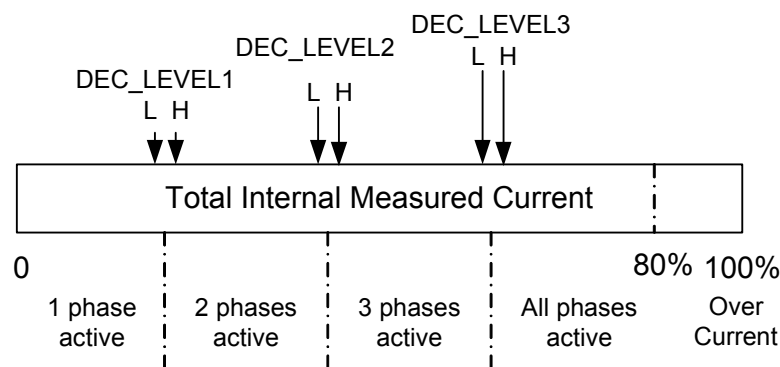 DEC_LEVEL3
L H
DEC_LEVEL2
L H
DEC_LEVEL1
L H
Total Internal Measured Current
0
80%
100%
1 phase
active
2 phases
active
3 phases
active
All phases
active
Over
Current